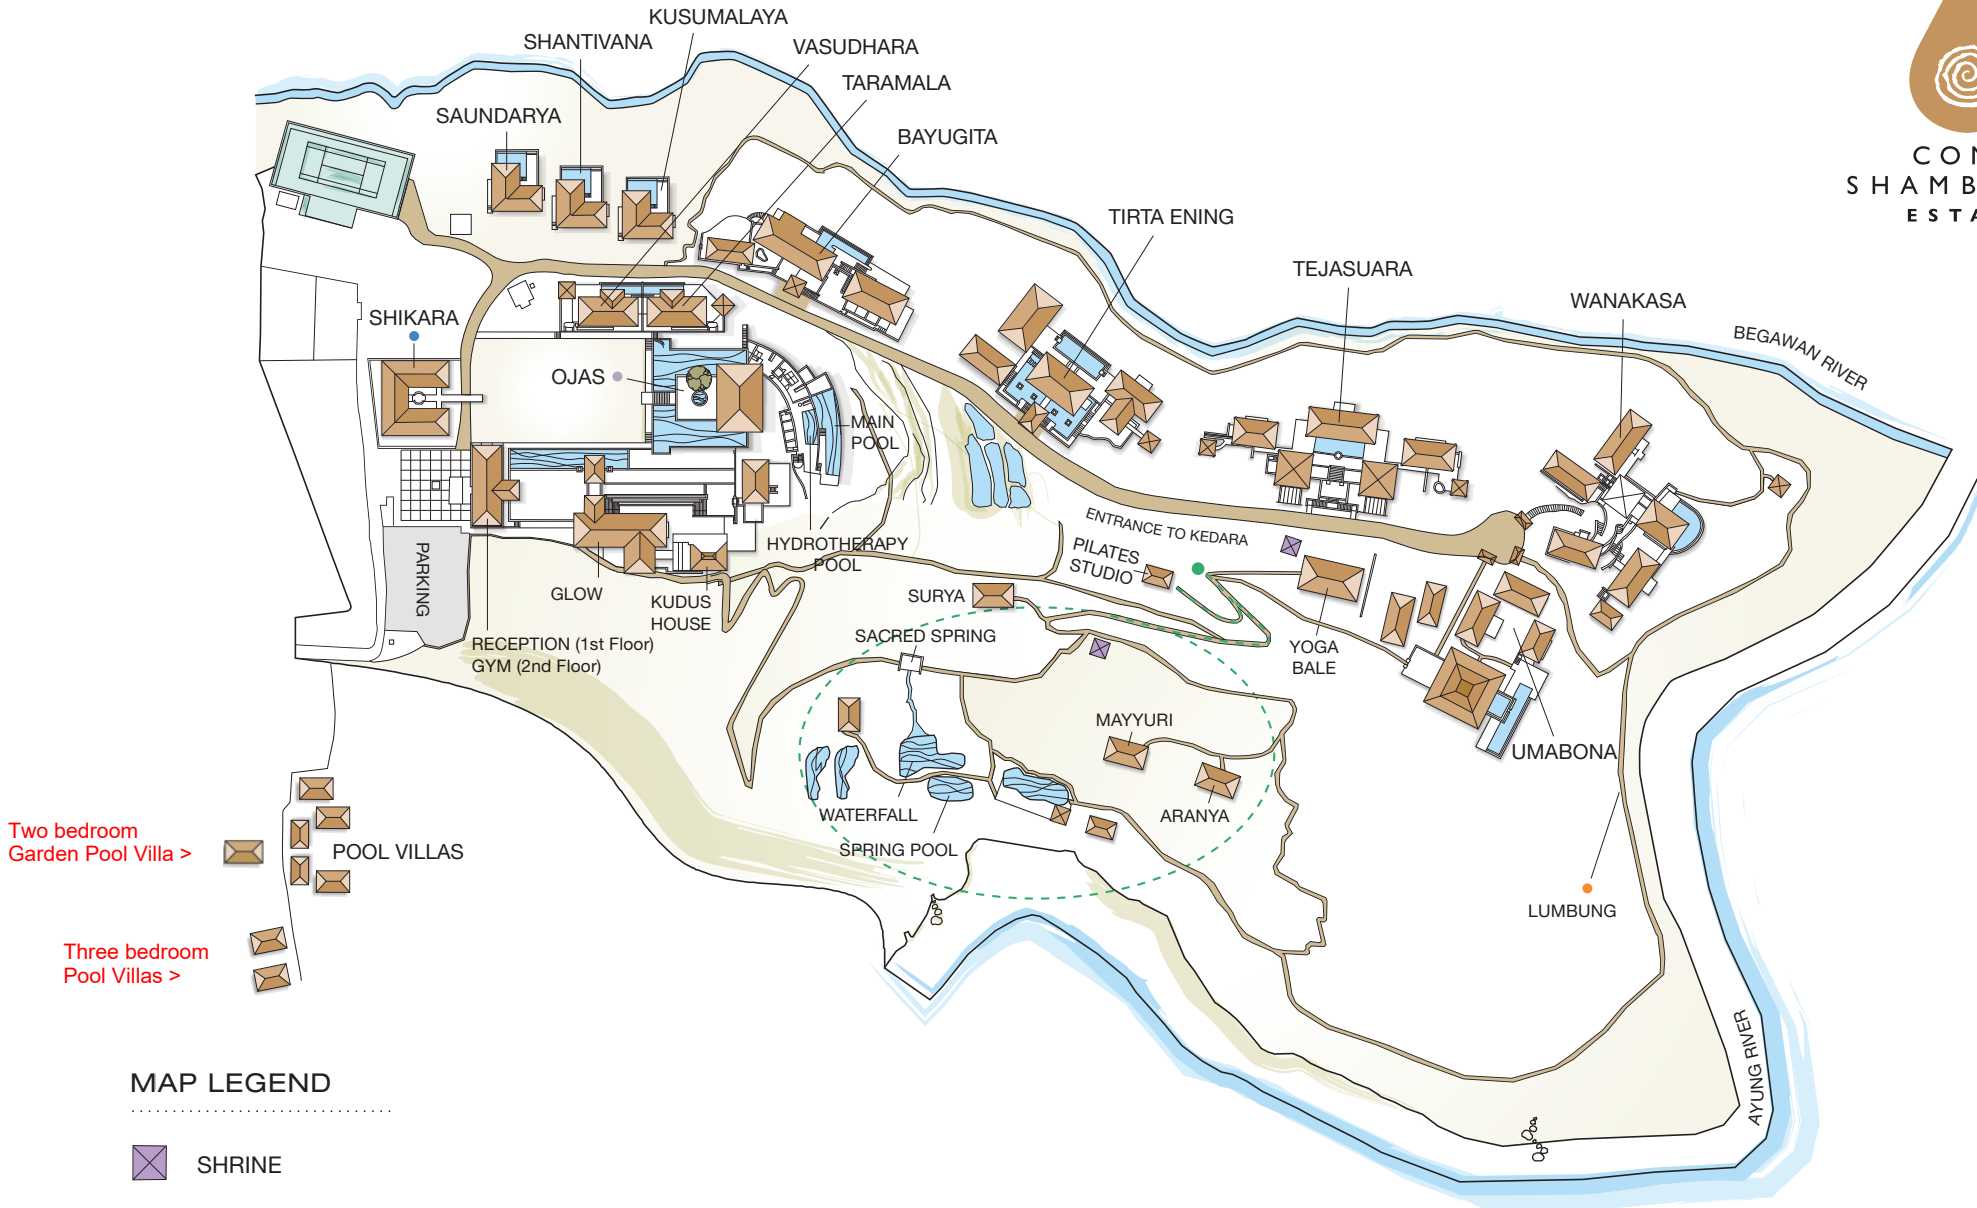 KUSUMALAYA
SHANTIVANA
VASUDHARA
TARAMALA
SAUNDARYA
BAYUGITA
CON
SHAMB
ESTA
TIRTA ENING
TEJASUARA
WANAKASA
BEGAWAN RIVER
SHIKARA
OJAS
MAIN
POOL
ENTRANCE TO KEDARA
PILATES
STUDIO
HYDROTHERAPY
POOL
PARKING
GLOW
KUDUS
HOUSE
SURYA
SACRED SPRING
RECEPTION (1st Floor)
GYM (2nd Floor)
YOGA
BALE
MAYYURI
UMABONA
ARANYA
WATERFALL
SPRING POOL
Two bedroom
Garden Pool Villa >
POOL VILLAS
LUMBUNG
Three bedroom
Pool Villas >
AYUNG RIVER
MAP LEGEND
SHRINE